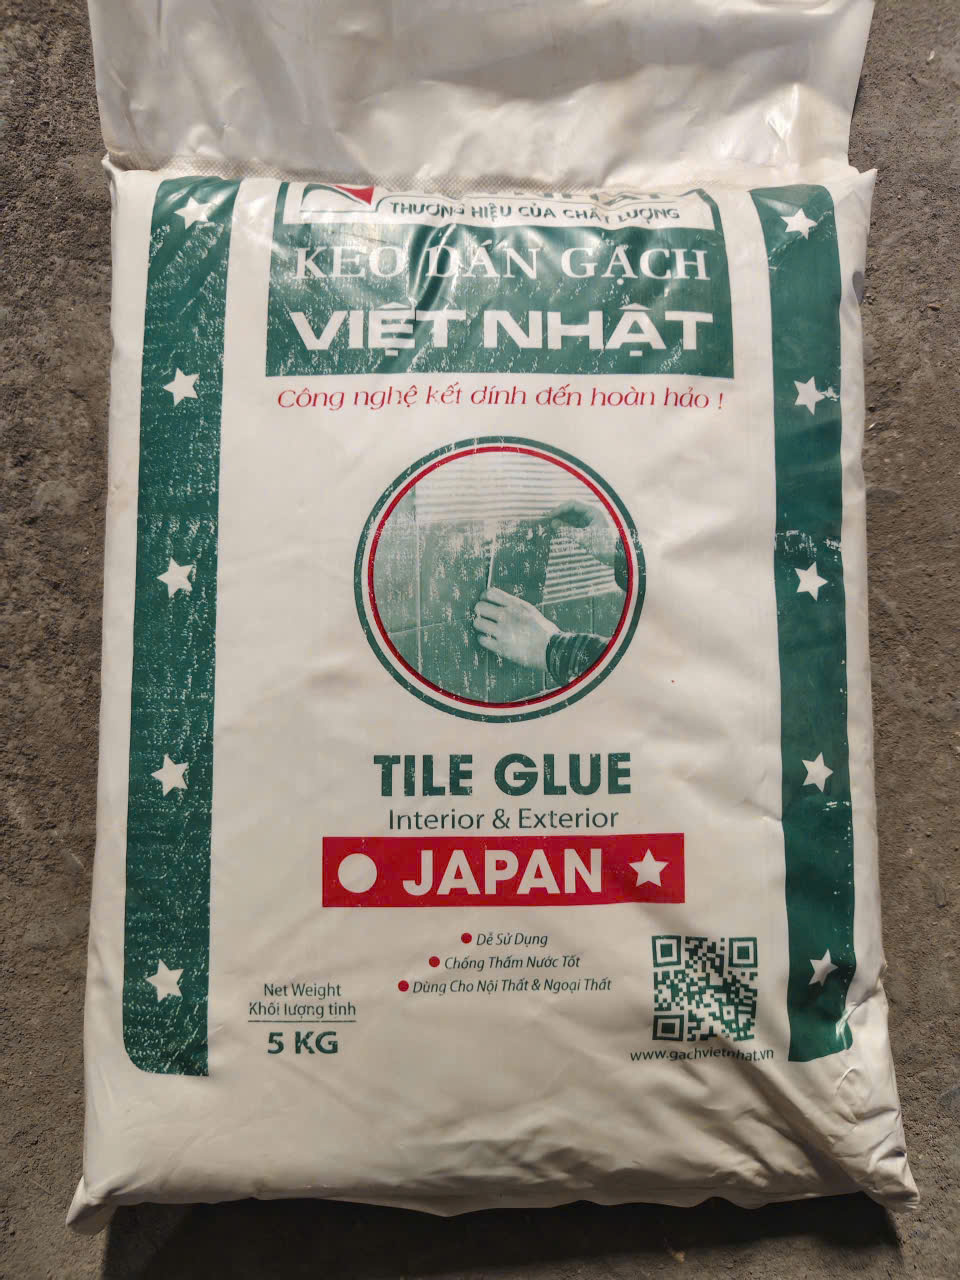 THƯƠNG HIỆU CỦA CHẤT LƯỢNG
KEO DÁN GẠCH
VIỆT NHẬT
Công nghệ kết dính đến hoàn hảo !
TILE GLUE
Interior & Exterior
JAPAN
Dễ Sử Dụng
Chống Thấm Nước Tốt
Dùng Cho Nội Thất & Ngoại Thất
Net Weight
Khối lượng tịnh
5 KG
www.gachvietnhat.vn